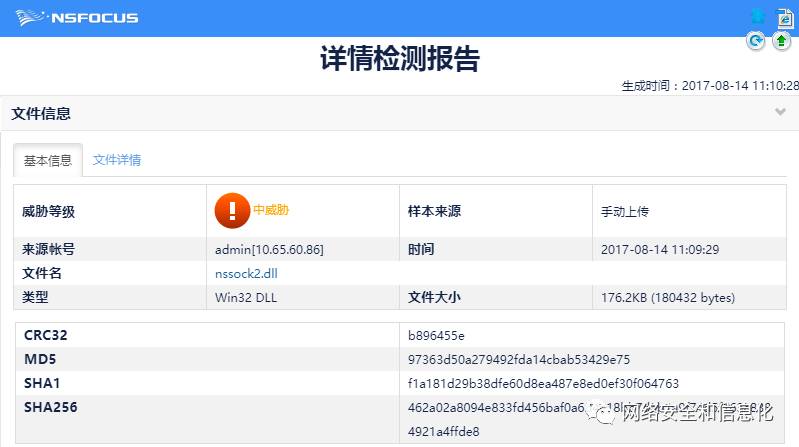 NSFOCUS
详情检测报告
生成时间：2017-08-14 11:10:28
文件信息
基本信息 文件详情
威胁等级 中威胁 样本来源 手动上传
来源帐号 admin[10.65.60.86] 时间 2017-08-14 11:09:29
文件名 nssock2.dll
类型 Win32 DLL 文件大小 176.2KB (180432 bytes)
CRC32 b896455e
MD5 97363d50a279492fda14cbab53429e75
SHA1 f1a181d29b38dfe60d8ea487e8ed0ef30f064763
SHA256
4921a4ffde8
网络安全和信息化